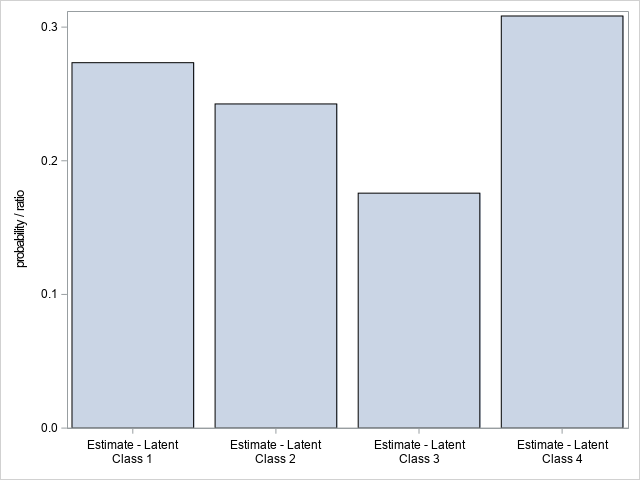 0.3
0.2
0.1
0.0
probability / ratio
Estimate - Latent
Class 1
Estimate - Latent
Class 2
Estimate - Latent
Class 3
Estimate - Latent
Class 4